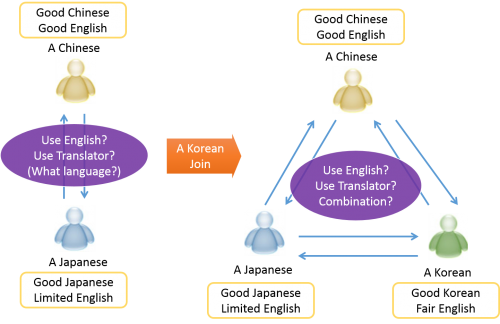 Good Chinese
Good English
A Chinese
Use English?
Use Translator?
(What language?)
A Japanese
Good Japanese
Limited English
A Korean
Join
Good Chinese
Good English
A Chinese
Use English?
Use Translator?
Combination?
A Japanese
Good Japanese
Limited English
A Korean
Good Korean
Fair English